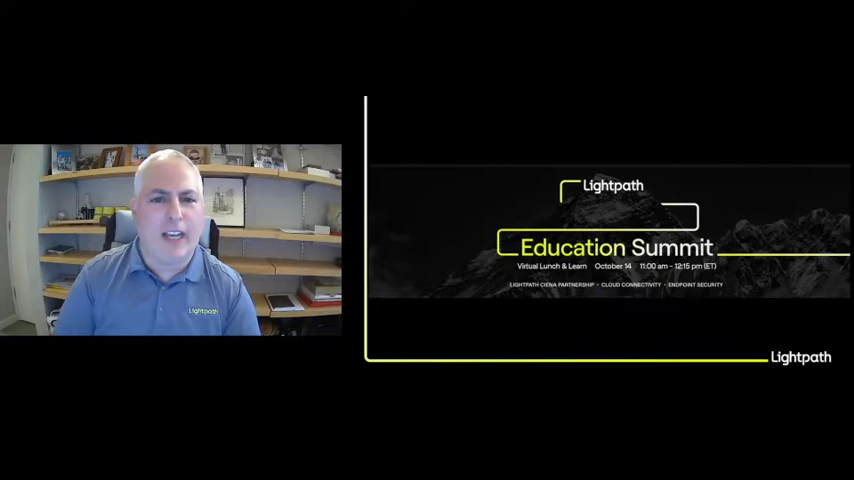 Lightpath
Lightpath
Education Summit
Virtual Lunch & Learn October 14 11:00 am - 12:15 pm (ET)
LIGHTPATH CIENA PARTNERSHIP • CLOUD CONNECTIVITY • ENDPOINT SECURITY
Lightpath